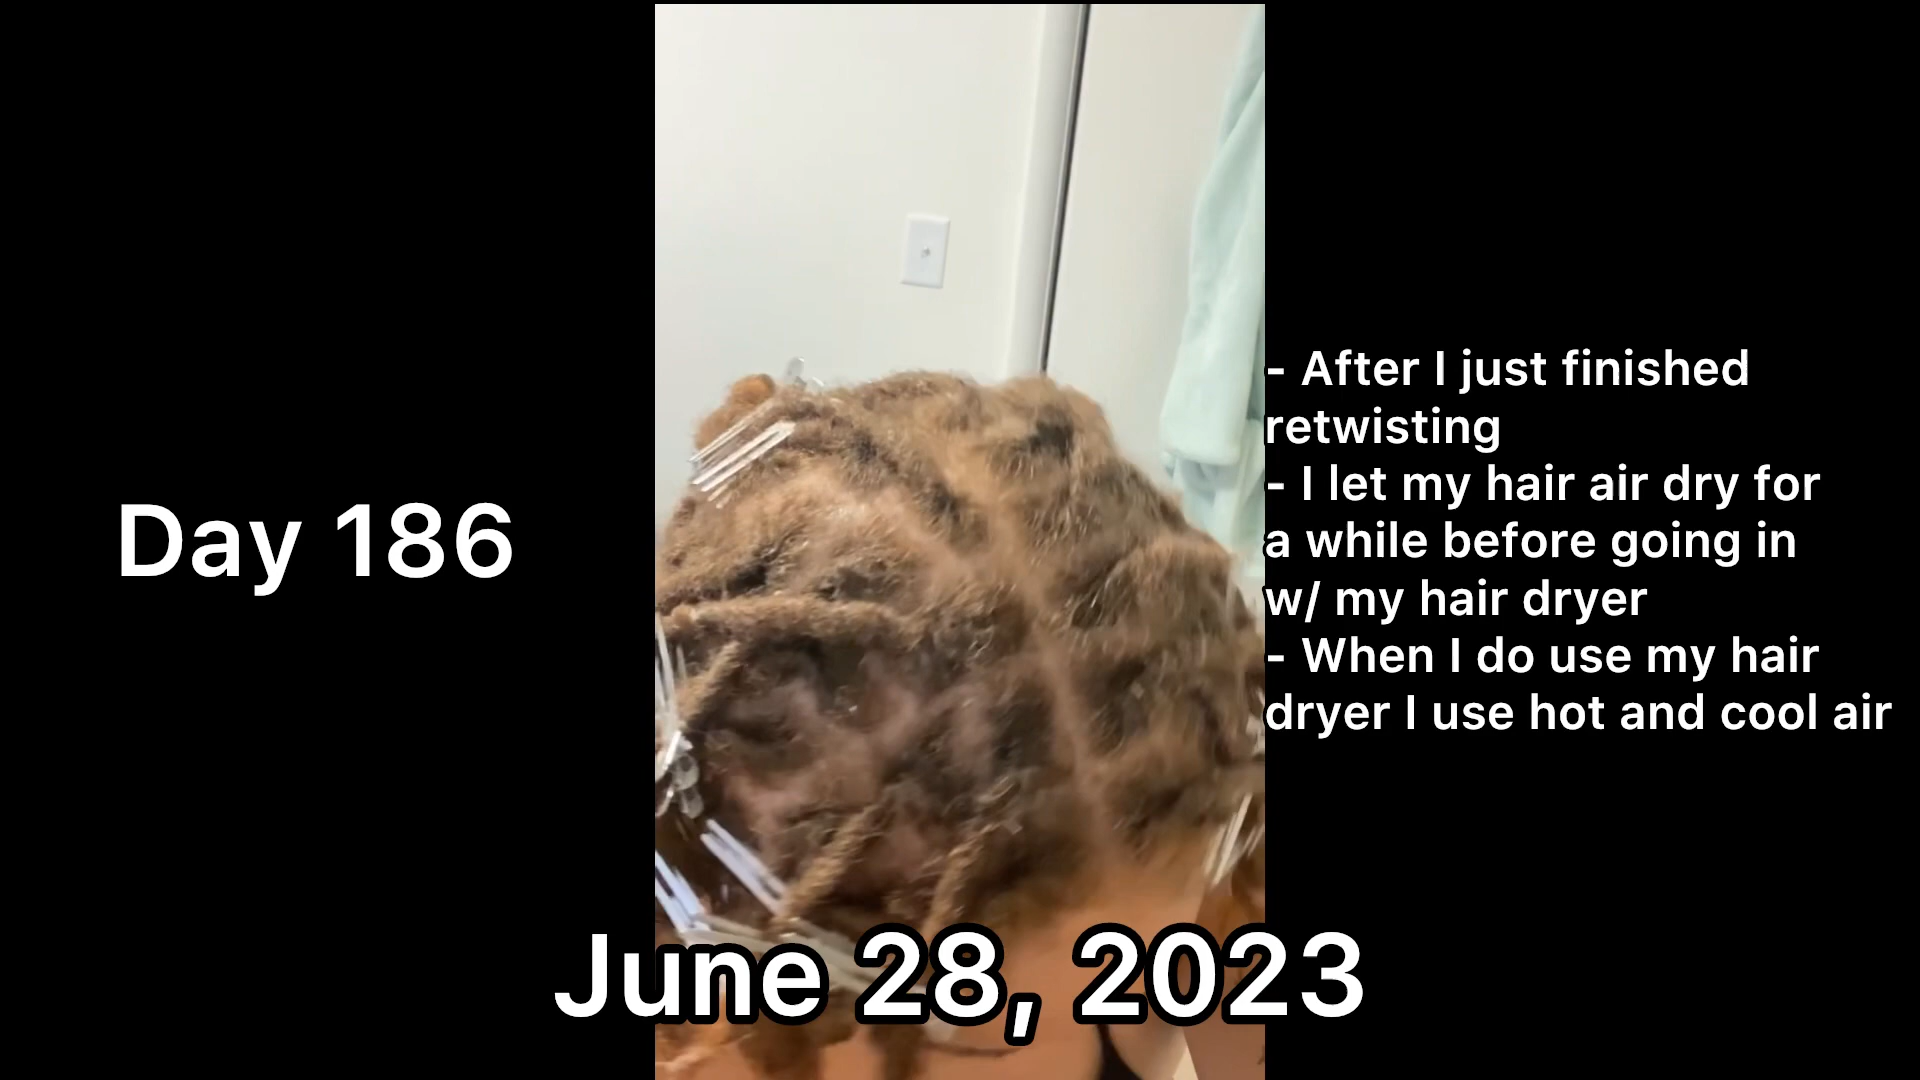 Day 186
- After I just finished
retwisting
- I let my hair air dry for
a while before going in
w/ my hair dryer
- When I do use my hair
dryer I use hot and cool air
June 28, 2023